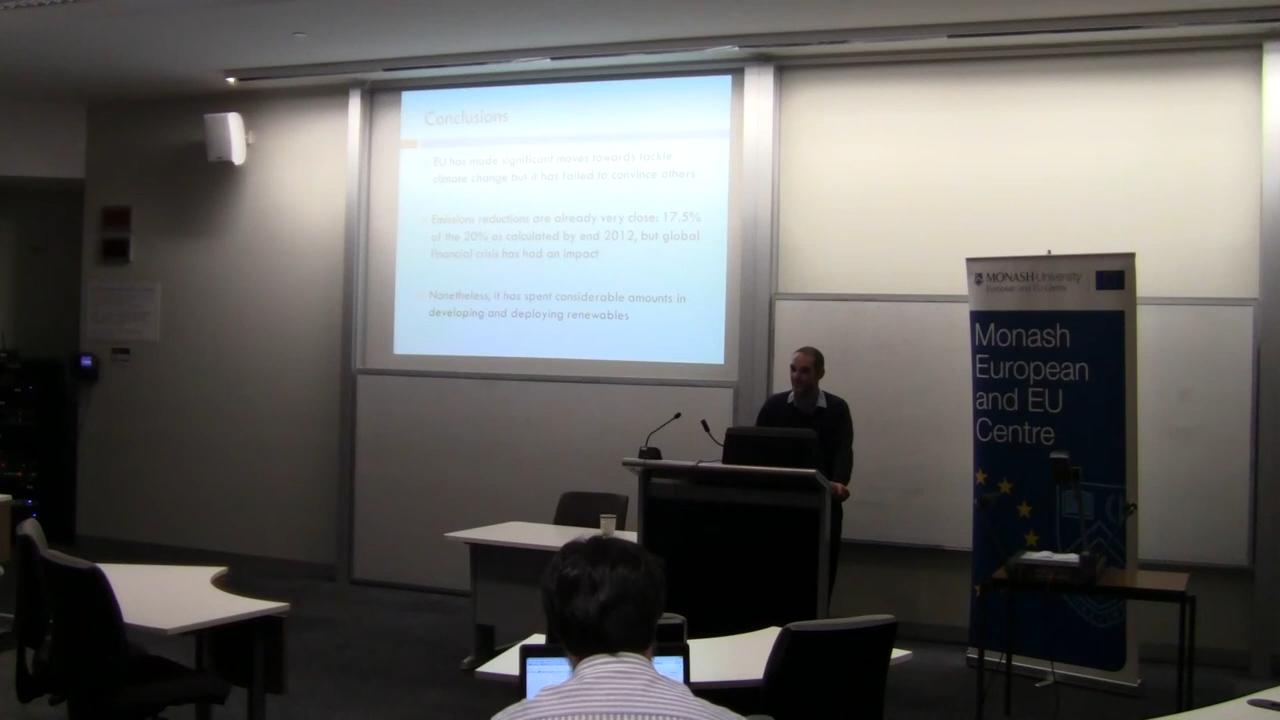 Conclusions
EU has made significant moves towards tackle
climate change but it has failed to convince others
Emissions reductions are already very close: 17.5%
of the 20% as calculated by end 2012, but global
financial crisis has had an impact
Nonetheless, it has spent considerable amounts in
developing and deploying renewables
MONASH University
European and EU Centre
Monash
European
and EU
Centre